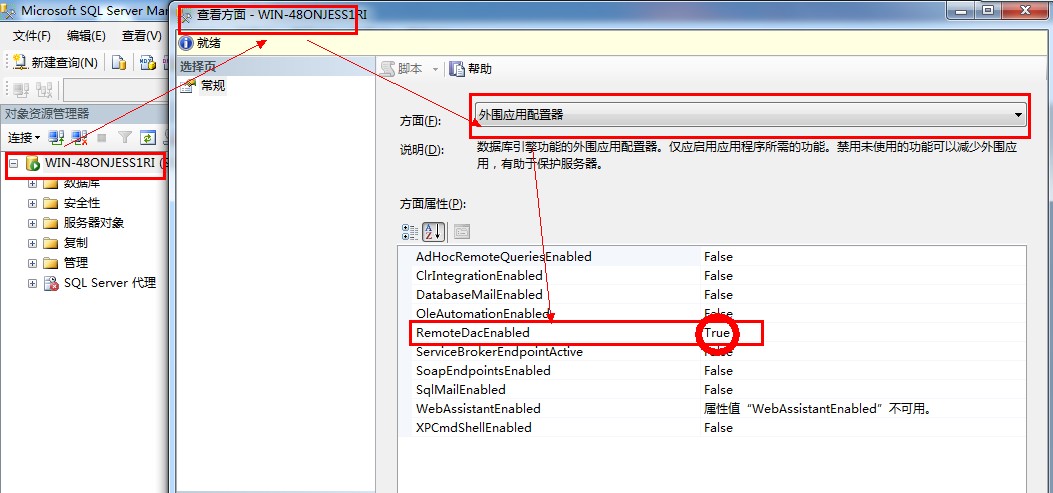 Microsoft SQL Server Man
查看方面 - WIN-48ONJESS1RI
文件(F) 编辑(E) 查看(V)
就绪
新建查询(N)
选择页
脚本 帮助
常规
对象资源管理器
方面(F): 外围应用配置器
连接
说明(D): 数据库引擎功能的外围应用配置器。仅应启用应用程序所需的功能。禁用未使用的功能可以减少外围应
用，有助于保护服务器。
WIN-48ONJESS1RI
数据库
安全性
服务器对象
复制
管理
SQL Server 代理
方面属性(P):
AdHocRemoteQueriesEnabled False
ClrIntegrationEnabled False
DatabaseMailEnabled False
OleAutomationEnabled False
RemoteDacEnabled True
ServiceBrokerEndpointActive False
SoapEndpointsEnabled False
SqlMailEnabled False
WebAssistantEnabled 属性值“WebAssistantEnabled”不可用。
XPCmdShellEnabled False